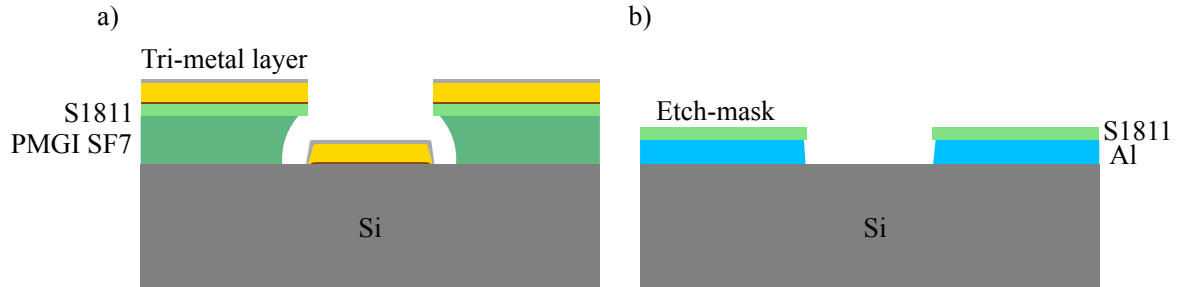 a)
Tri-metal layer
S1811
PMGI SF7
Si
b)
Etch-mask
S1811
Al
Si